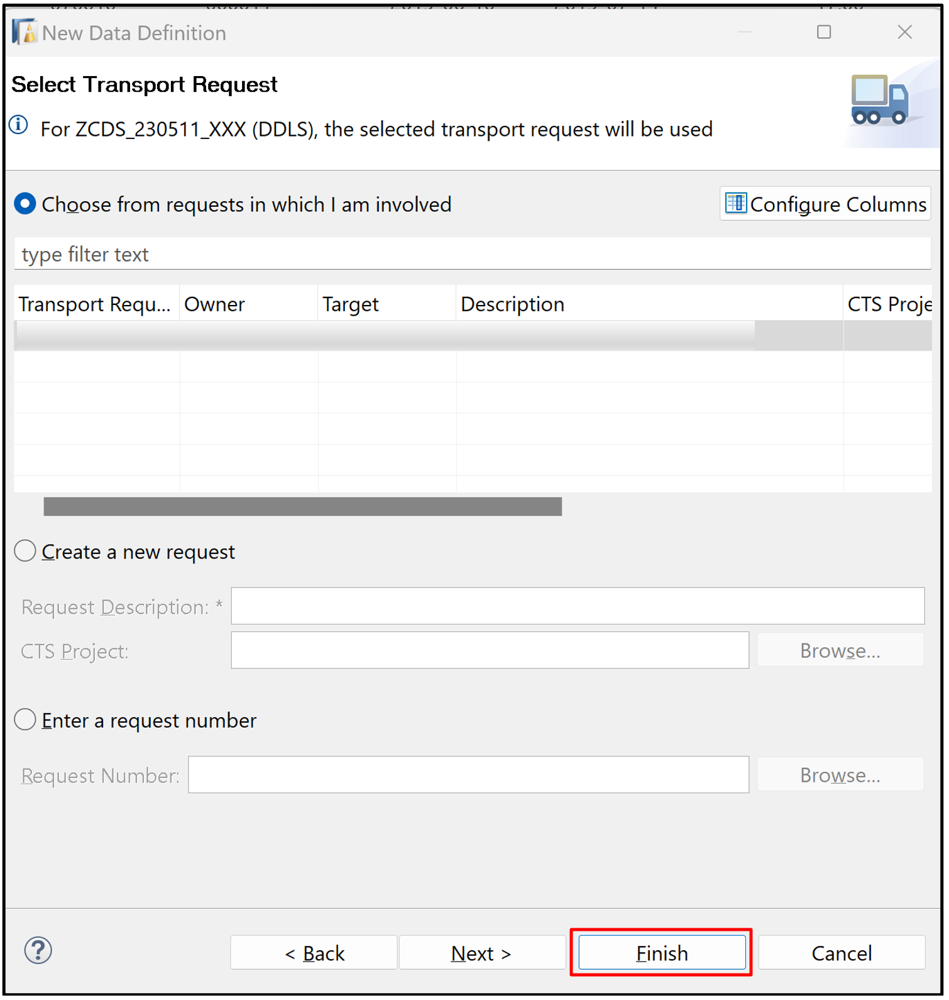 New Data Definition
Select Transport Request
For ZCDS_230511_XXX (DDLS), the selected transport request will be used
Choose from requests in which I am involved
Configure Columns
type filter text
Transport Requ... Owner Target Description CTS Proje
Create a new request
Request Description: *
CTS Project: Browse...
Enter a request number
Request Number: Browse...
? < Back Next > Finish Cancel